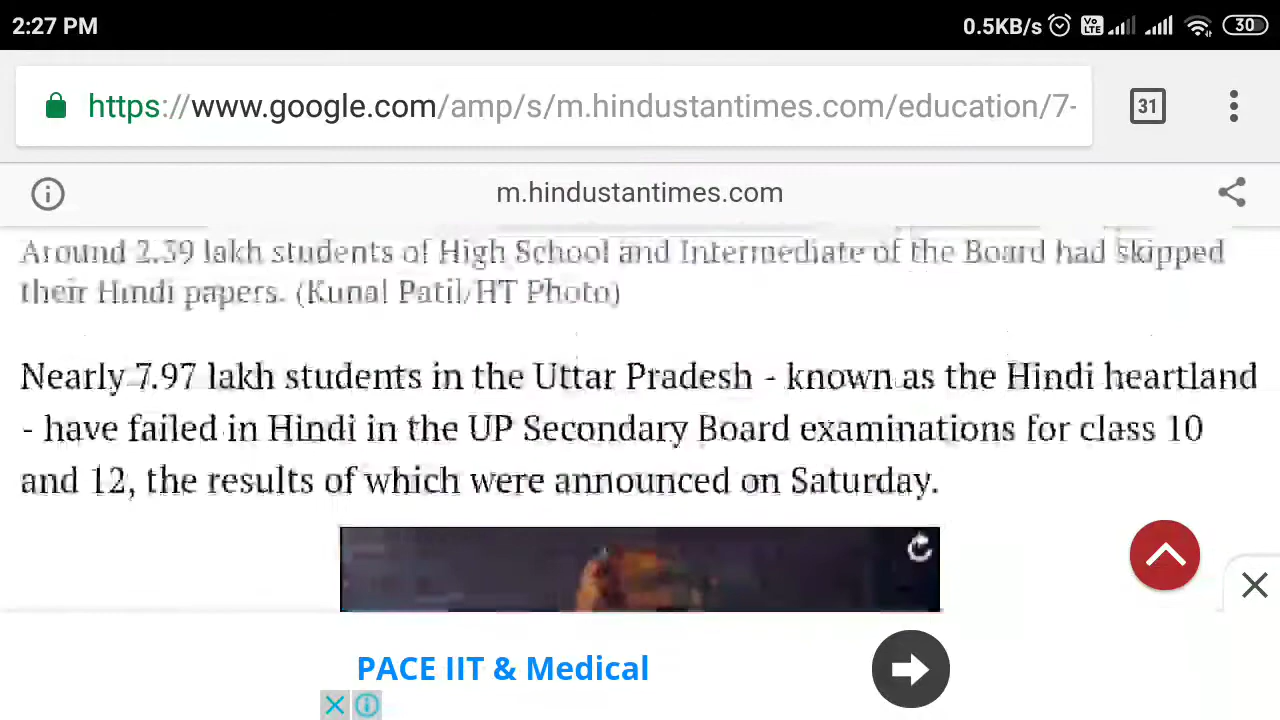 2:27 PM
0.5KB/s Vo LTE 30
https://www.google.com/amp/s/m.hindustantimes.com/education/7-
31
m.hindustantimes.com
Around 2.39 lakh students of High School and Intermediate of the Board had skipped
their Hindi papers. (Kunal Patil/HT Photo)
Nearly 7.97 lakh students in the Uttar Pradesh - known as the Hindi heartland
- have failed in Hindi in the UP Secondary Board examinations for class 10
and 12, the results of which were announced on Saturday.
PACE IIT & Medical